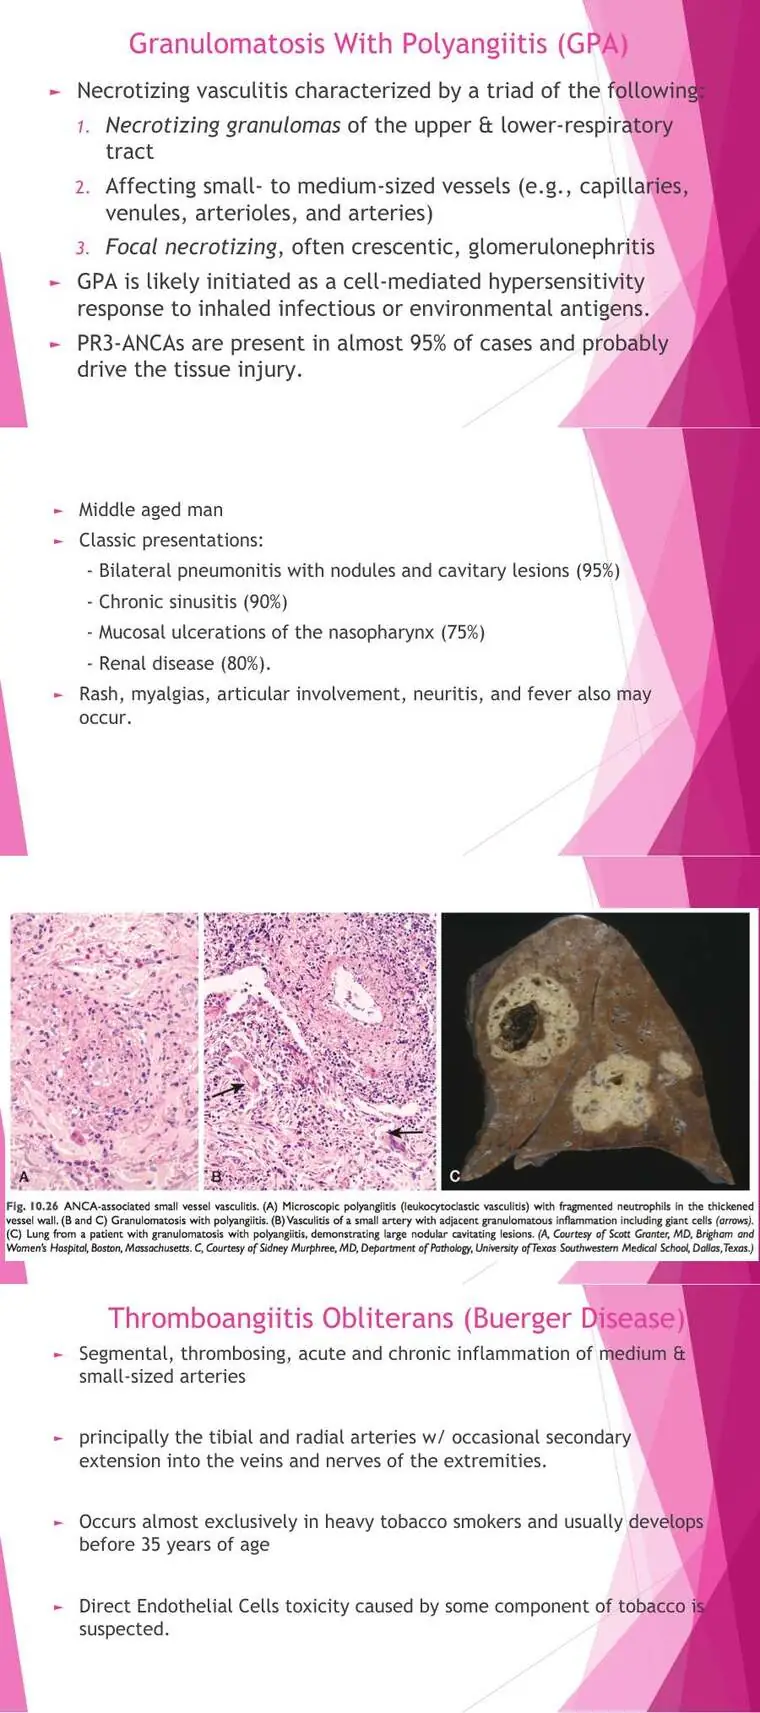 Granulomatosis With Polyangiitis (GPA)
► Necrotizing vasculitis characterized by a triad of the following:
1. Necrotizing granulomas of the upper & lower-respiratory
tract
2. Affecting small- to medium-sized vessels (e.g., capillaries,
venules, arterioles, and arteries)
3. Focal necrotizing, often crescentic, glomerulonephritis
► GPA is likely initiated as a cell-mediated hypersensitivity
response to inhaled infectious or environmental antigens.
► PR3-ANCAs are present in almost 95% of cases and probably
drive the tissue injury.
► Middle aged man
► Classic presentations:
- Bilateral pneumonitis with nodules and cavitary lesions (95%)
- Chronic sinusitis (90%)
- Mucosal ulcerations of the nasopharynx (75%)
- Renal disease (80%).
► Rash, myalgias, articular involvement, neuritis, and fever also may
occur.
A B C
Fig. 10.26 ANCA-associated small vessel vasculitis. (A) Microscopic polyangiitis (leukocytoclastic vasculitis) with fragmented neutrophils in the thickened
vessel wall. (B and C) Granulomatosis with polyangiitis. (B) Vasculitis of a small artery with adjacent granulomatous inflammation including giant cells (arrows).
(C) Lung from a patient with granulomatosis with polyangiitis, demonstrating large nodular cavitating lesions. (A, Courtesy of Scott Granter, MD, Brigham and
Women's Hospital, Boston, Massachusetts. C, Courtesy of Sidney Murphree, MD, Department of Pathology, University of Texas Southwestern Medical School, Dallas, Texas.)
Thromboangiitis Obliterans (Buerger Disease)
► Segmental, thrombosing, acute and chronic inflammation of medium &
small-sized arteries
► principally the tibial and radial arteries w/ occasional secondary
extension into the veins and nerves of the extremities.
► Occurs almost exclusively in heavy tobacco smokers and usually develops
before 35 years of age
► Direct Endothelial Cells toxicity caused by some component of tobacco is
suspected.